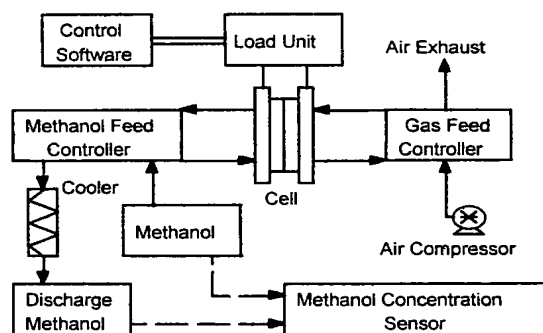 Control
Software
Load Unit
Air Exhaust
Methanol Feed
Controller
Gas Feed
Controller
Cooler
Cell
Methanol
Air Compressor
Discharge
Methanol
Methanol Concentration
Sensor